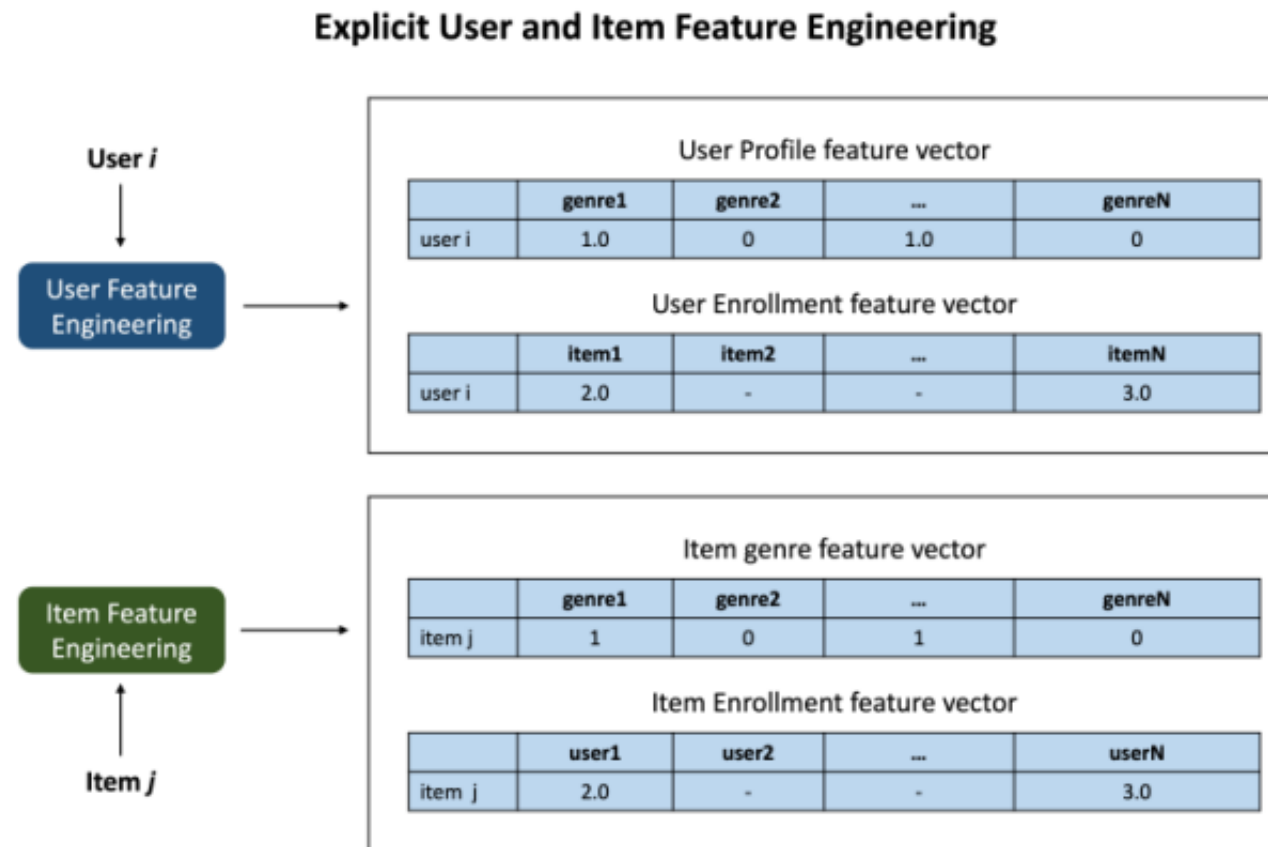 Explicit User and Item Feature Engineering
User i
User Feature
Engineering
User Profile feature vector
genre1 genre2 ... genreN
user i 1.0 0 1.0 0
User Enrollment feature vector
item1 item2 ... itemN
user i 2.0 - - 3.0
Item Feature
Engineering
Item j
Item genre feature vector
genre1 genre2 ... genreN
item j 1 0 1 0
Item Enrollment feature vector
user1 user2 ... userN
item j 2.0 - - 3.0